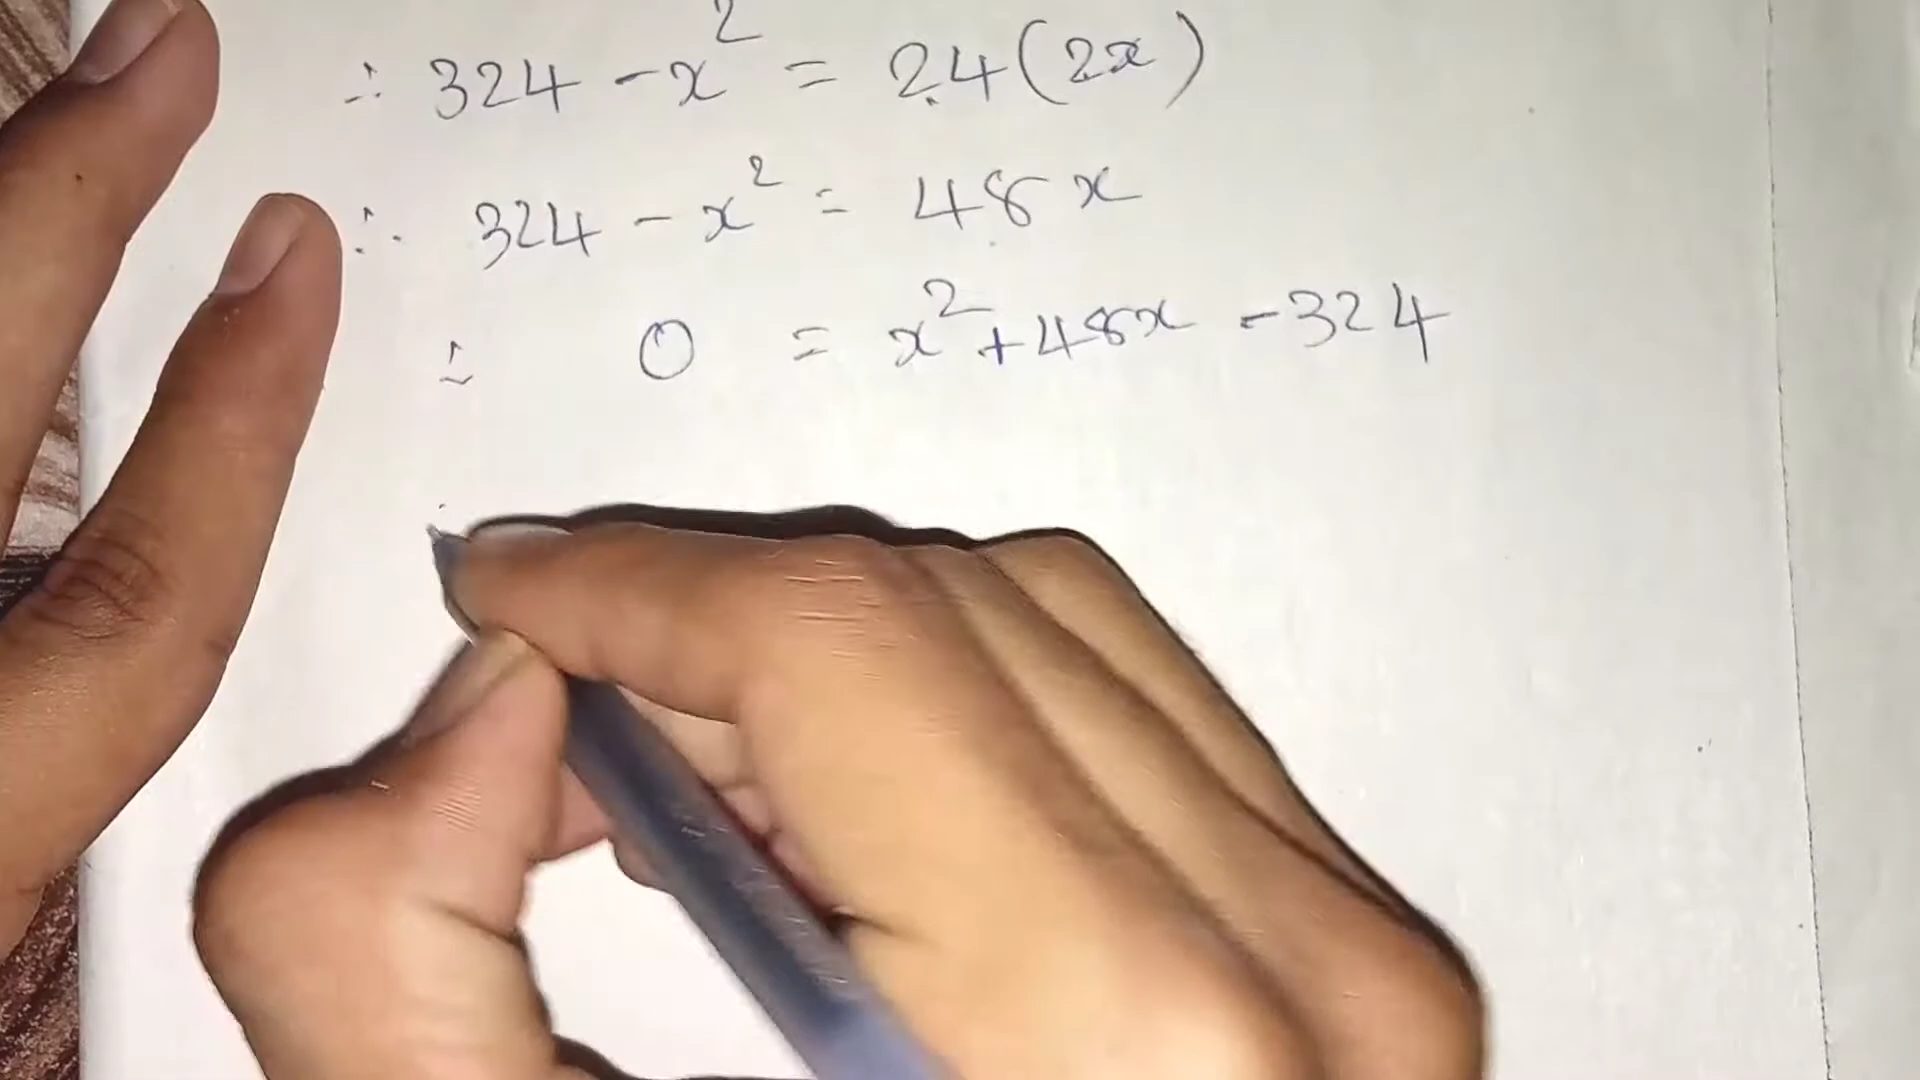 ∴ 324 - x² = 24(2x)
∴ 324 - x² = 48x
∴ 0 = x² + 48x - 324